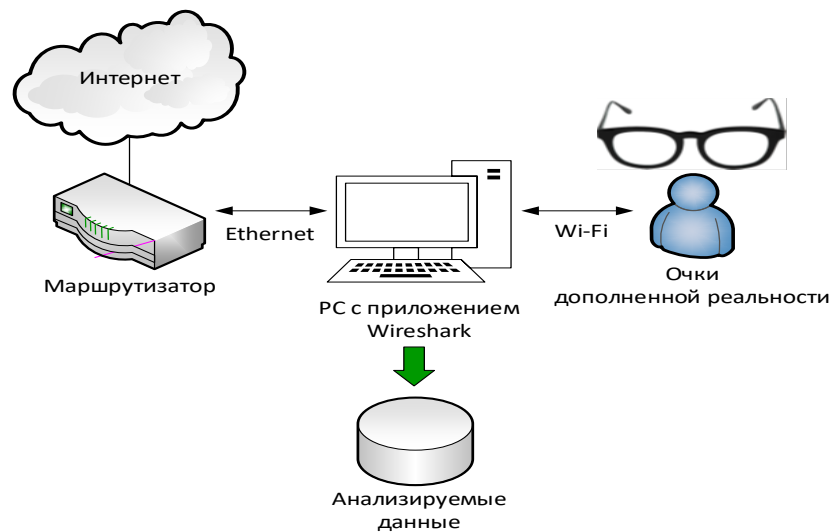 Интернет
Ethernet
Wi-Fi
Маршрутизатор
PC с приложением
Wireshark
Очки
дополненной реальности
Анализируемые
данные